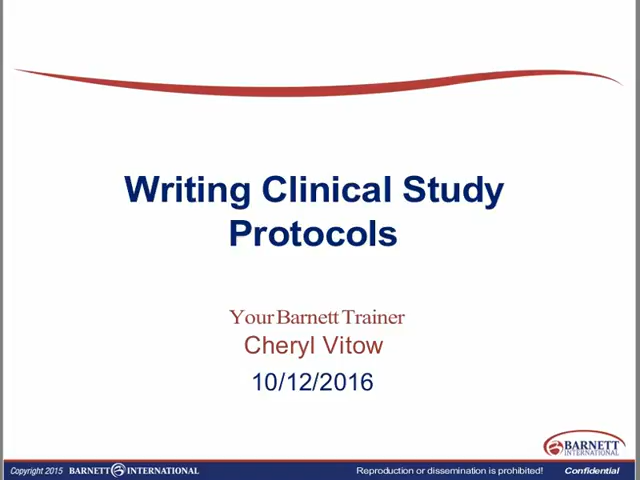 Writing Clinical Study
Protocols
Your Barnett Trainer
Cheryl Vitow
10/12/2016
BARNETT
INTERNATIONAL
Copyright 2015 BARNETT INTERNATIONAL Reproduction or dissemination is prohibited! Confidential